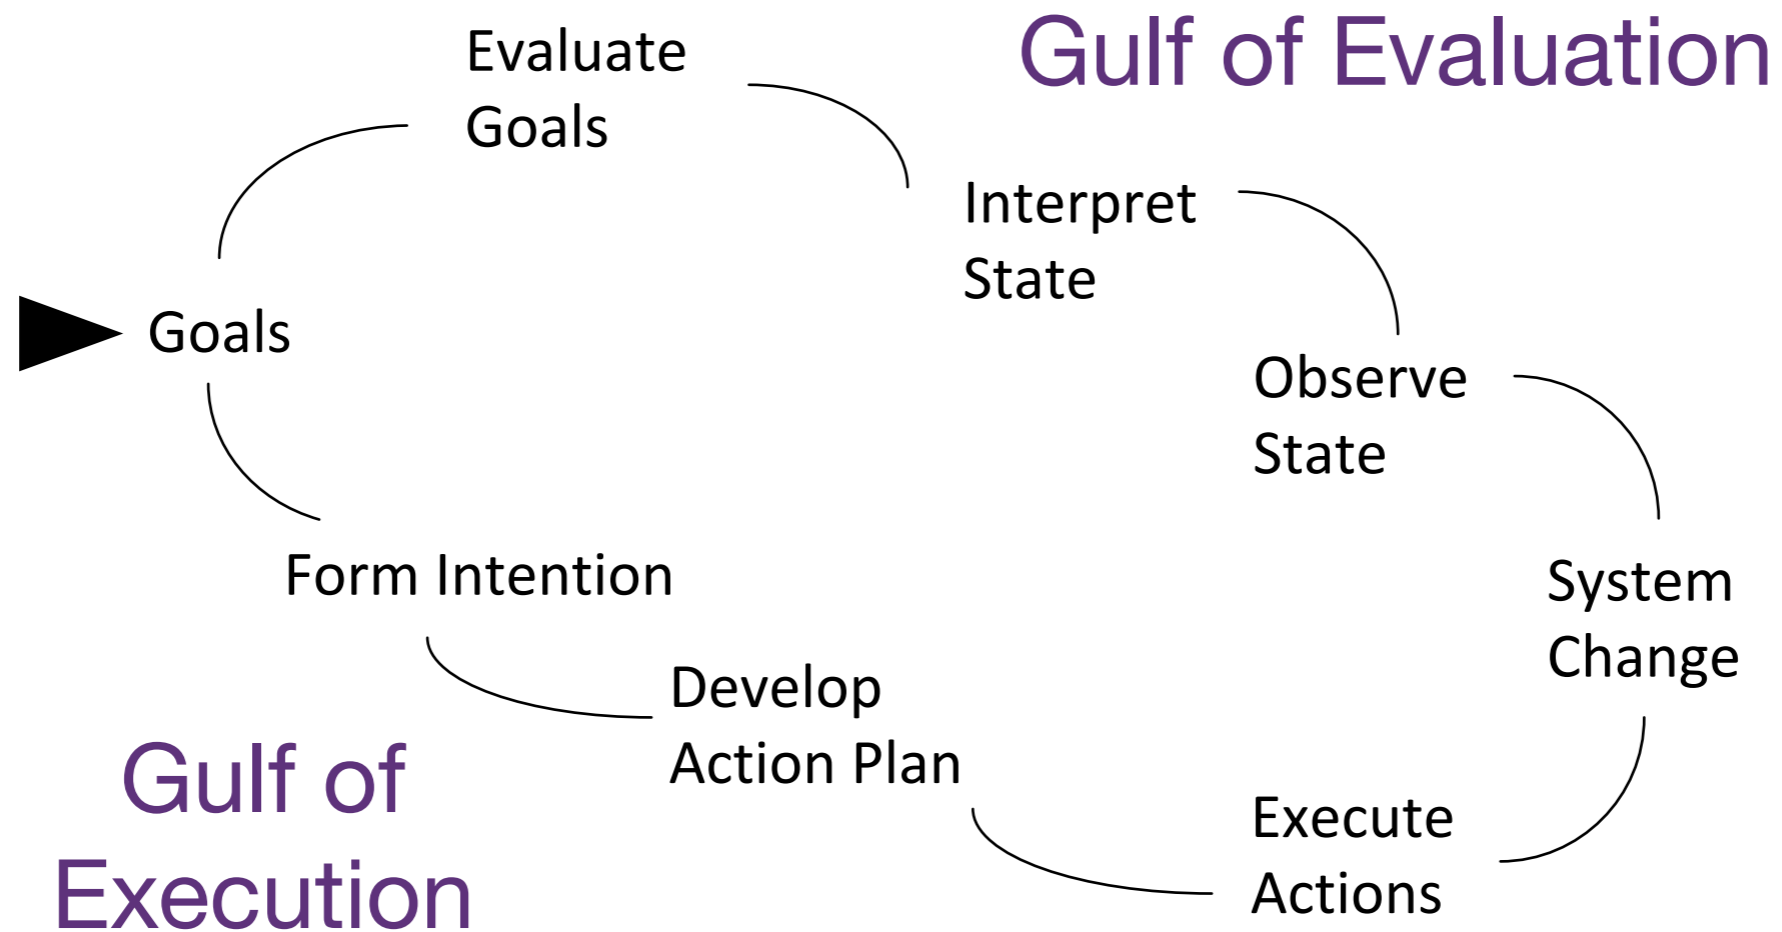 Evaluate
Goals
Gulf of Evaluation
Interpret
State
Goals
Observe
State
Form Intention
System
Change
Develop
Action Plan
Gulf of
Execution
Execute
Actions